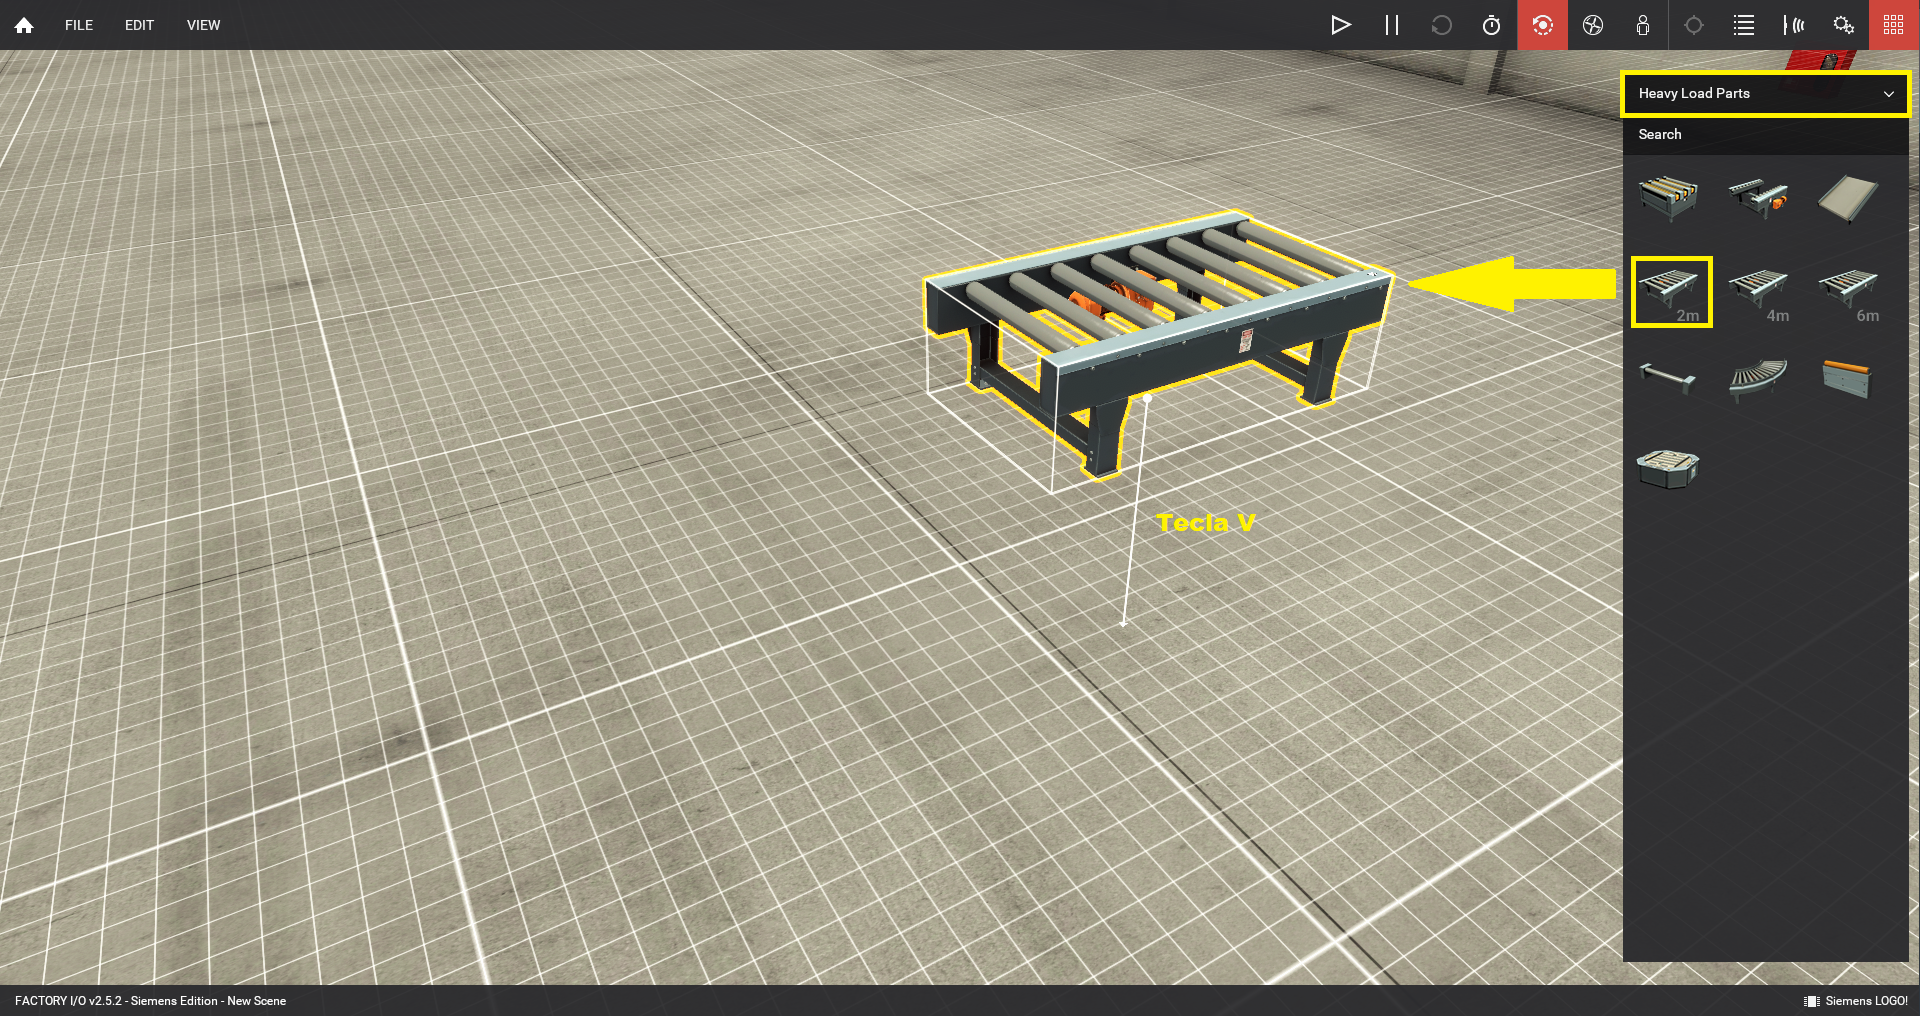 FILE EDIT VIEW
Heavy Load Parts
Search
2m 4m 6m
Tecla V
FACTORY I/O v2.5.2 - Siemens Edition - New Scene
Siemens LOGO!